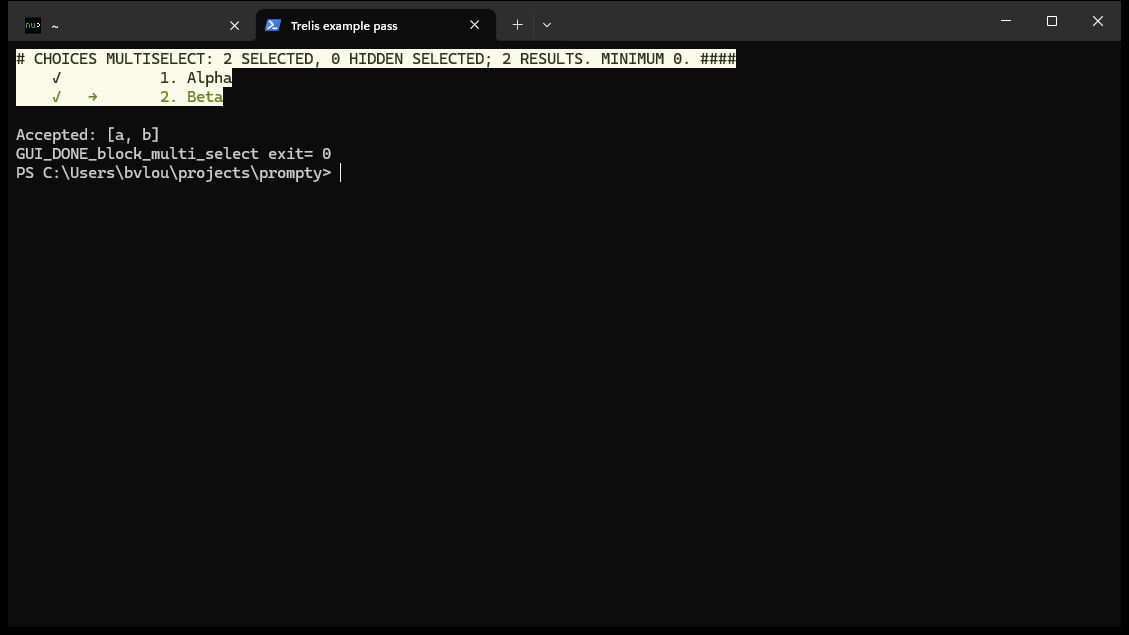 nu> ~
Trelis example pass
# CHOICES MULTISELECT: 2 SELECTED, 0 HIDDEN SELECTED; 2 RESULTS. MINIMUM 0. ####
√ 1. Alpha
√ → 2. Beta
Accepted: [a, b]
GUI_DONE_block_multi_select exit= 0
PS C:\Users\bvlou\projects\prompty>